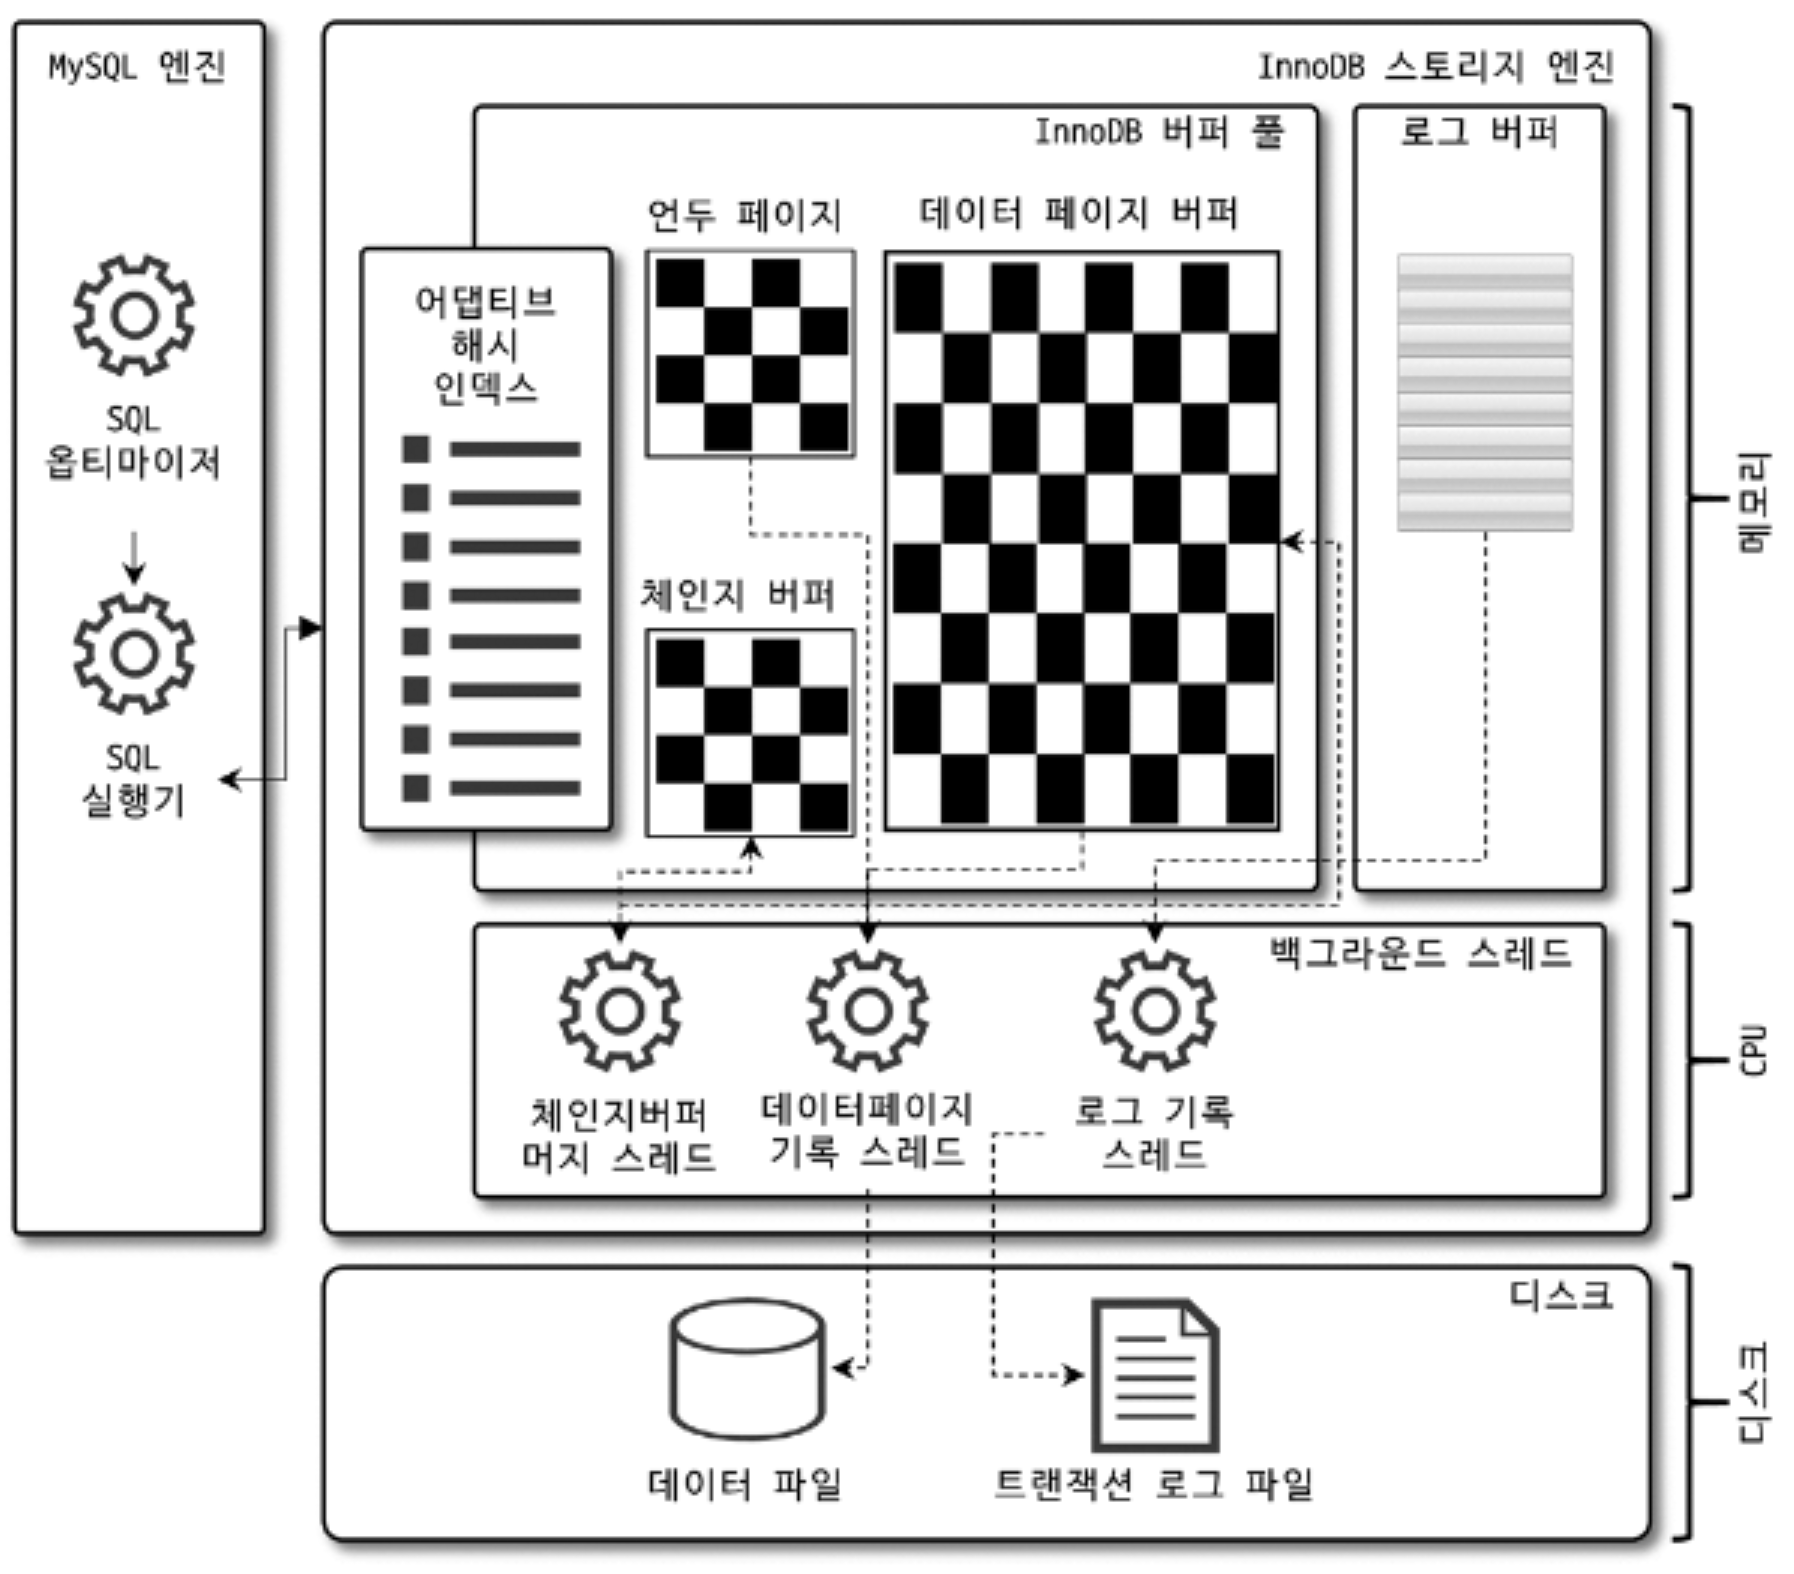 MySQL 엔진
SQL
옵티마이저
SQL
실행기
InnoDB 스토리지 엔진
InnoDB 버퍼 풀
로그 버퍼
언두 페이지
데이터 페이지 버퍼
어댑티브
해시
인덱스
체인지 버퍼
메모리
백그라운드 스레드
체인지버퍼
머지 스레드
데이터페이지
기록 스레드
로그 기록
스레드
CPU
디스크
데이터 파일
트랜잭션 로그 파일
디스크